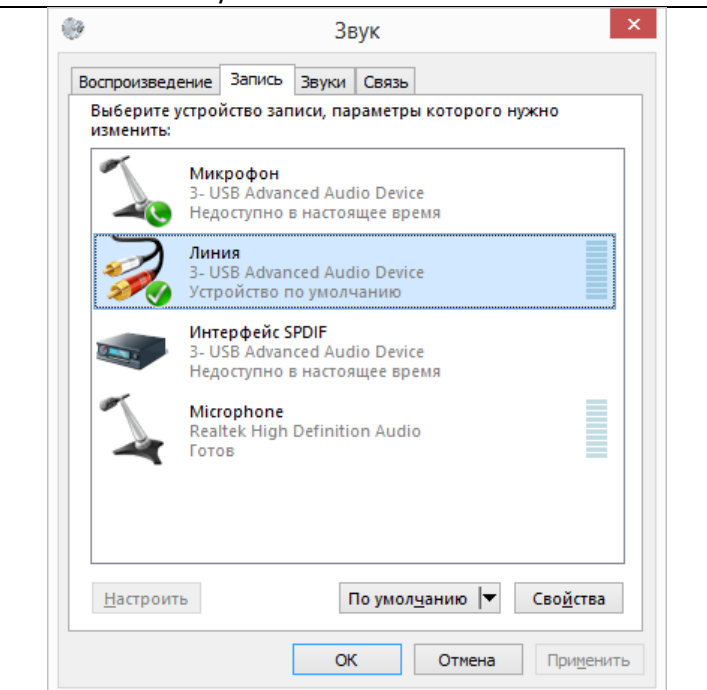 Звук
Воспроизведение Запись Звуки Связь
Выберите устройство записи, параметры которого нужно
изменить:
Микрофон
3- USB Advanced Audio Device
Недоступно в настоящее время
Линия
3- USB Advanced Audio Device
Устройство по умолчанию
Интерфейс SPDIF
3- USB Advanced Audio Device
Недоступно в настоящее время
Microphone
Realtek High Definition Audio
Готов
Настроить По умолчанию Свойства
ОК Отмена Применить